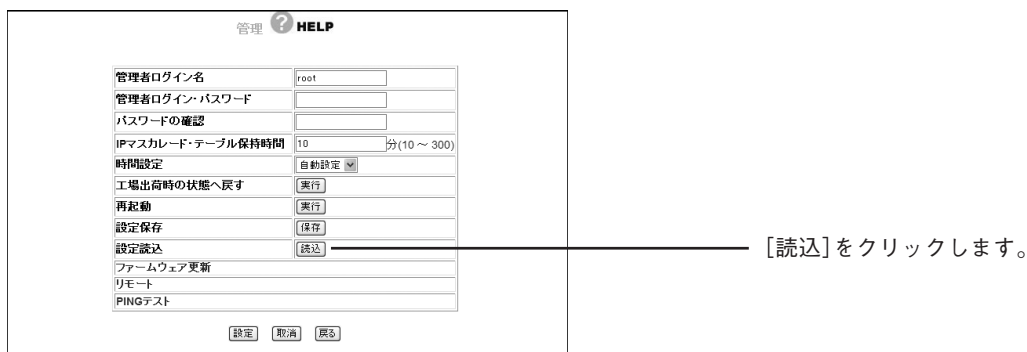 管理 ? HELP
管理者ログイン名 root
管理者ログイン・パスワード
パスワードの確認
IPマスカレード・テーブル保持時間 10 分(10 ～ 300)
時間設定 自動設定
工場出荷時の状態へ戻す 実行
再起動 実行
設定保存 保存
設定読込 読込 [読込]をクリックします。
ファームウェア更新
リモート
PINGテスト
設定 取消 戻る